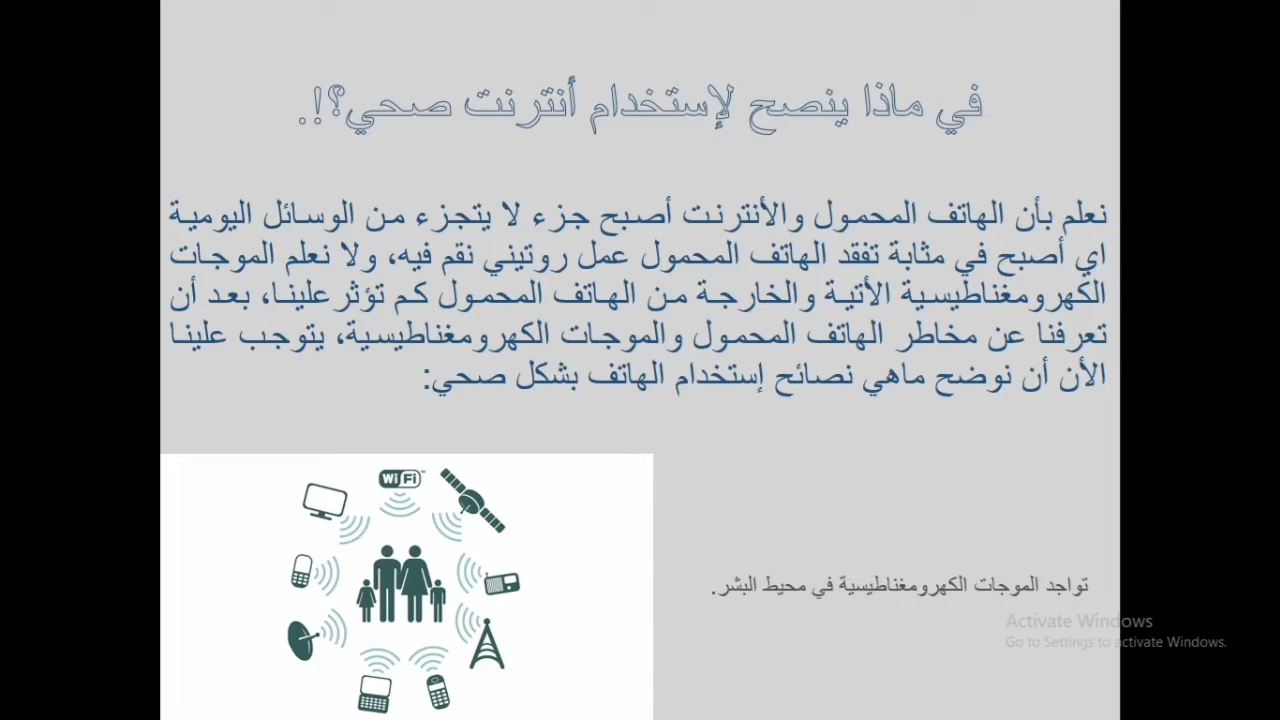 في ماذا ينصح لإستخدام أنترنت صحي؟!.
نعلم بأن الهاتف المحمول والأنترنت أصبح جزء لا يتجزء من الوسائل اليومية
اي أصبح في مثابة تفقد الهاتف المحمول عمل روتيني نقم فيه، ولا نعلم الموجات
الكهرومغناطيسية الأتية والخارجة من الهاتف المحمول كم تؤثر علينا، بعد أن
تعرفنا عن مخاطر الهاتف المحمول والموجات الكهرومغناطيسية، يتوجب علينا
الأن أن نوضح ماهي نصائح إستخدام الهاتف بشكل صحي:
WiFi
تواجد الموجات الكهرومغناطيسية في محيط البشر.
Activate Windows
Go to Settings to activate Windows.